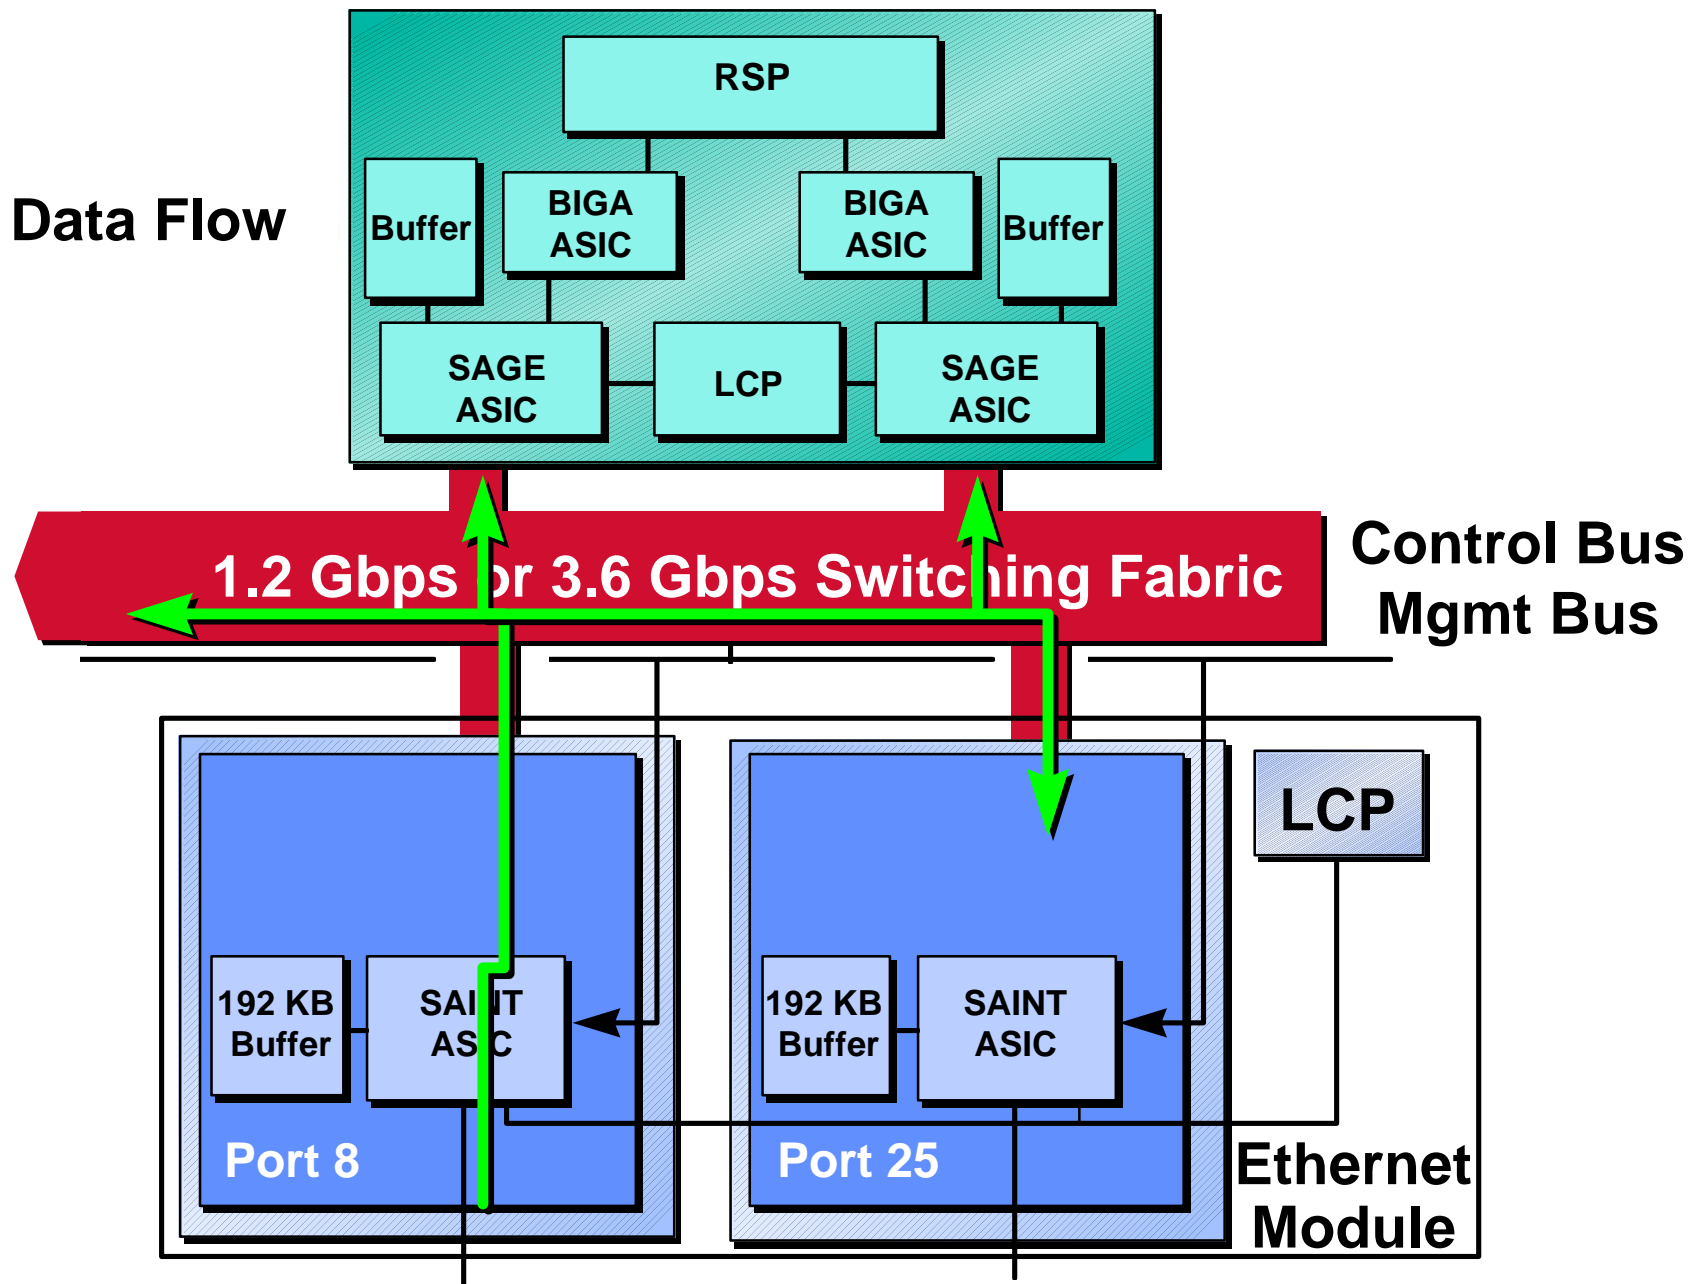 RSP
Data Flow
Buffer
BIGA
ASIC
BIGA
ASIC
Buffer
SAGE
ASIC
LCP
SAGE
ASIC
1.2 Gbps or 3.6 Gbps Switching Fabric
Control Bus
Mgmt Bus
LCP
192 KB
Buffer
SAINT
ASIC
192 KB
Buffer
SAINT
ASIC
Port 8
Port 25
Ethernet
Module